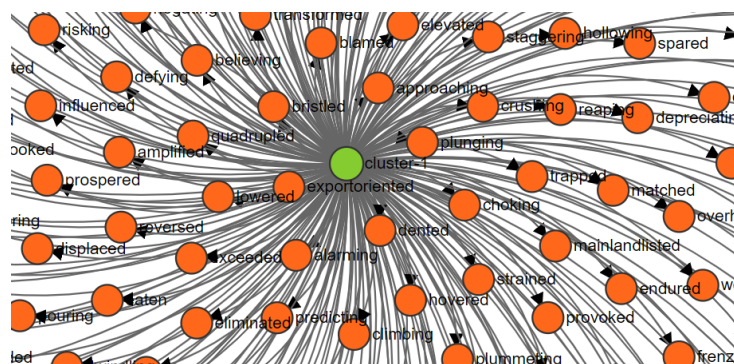 transformed
risking
elevated
blamed
staggering
hollowing
spared
believing
defying
approaching
influenced
bristled
crushing
reaping
quadrupled
amplified
plunging
cluster-1
prospered
trapped
exportoriented
matched
lowered
choking
reversed
dented
displaced
mainlandlisted
exceeded
alarming
strained
endured
hovered
predicting
eliminated
provoked
climbing
plummeting